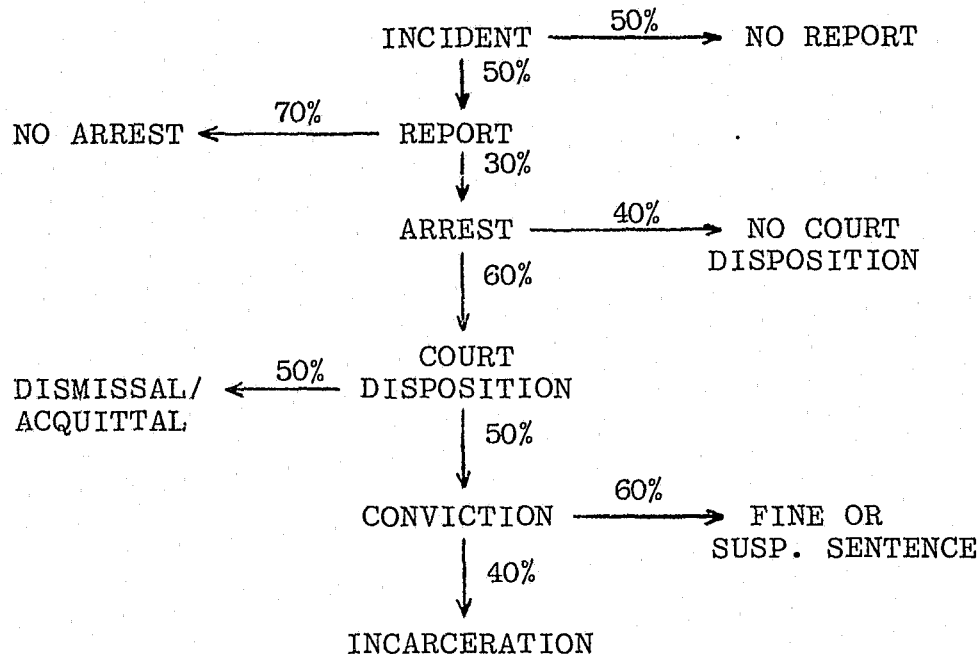 INCIDENT 50% NO REPORT
50%
NO ARREST 70% REPORT
30%
ARREST 40% NO COURT
DISPOSITION
60%
COURT
DISMISSAL/ 50% DISPOSITION
ACQUITTAL
50%
CONVICTION 60% FINE OR
SUSP. SENTENCE
40%
INCARCERATION